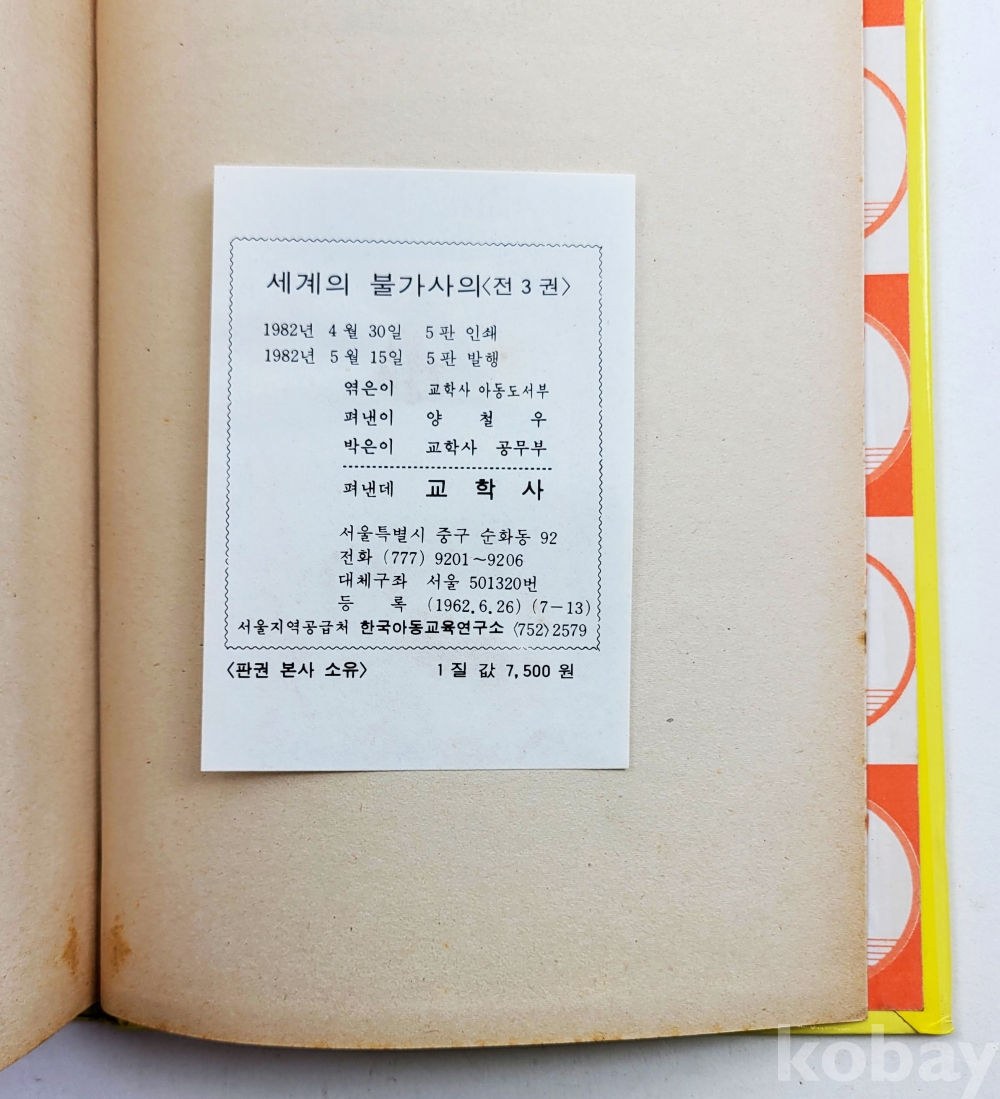 세계의 불가사의〈전 3 권〉
1982년 4 월 30일 5 판 인쇄
1982년 5 월 15일 5 판 발행
엮은이 교학사 아동도서부
펴낸이 양 철 우
박은이 교학사 공무부
펴낸데 교 학 사
서울특별시 중구 순화동 92
전화 (777) 9201~9206
대체구좌 서울 501320번
등 록 (1962.6.26) (7-13)
서울지역공급처 한국아동교육연구소 〈752〉2579
〈판권 본사 소유〉 1 질 값 7,500 원
kobay